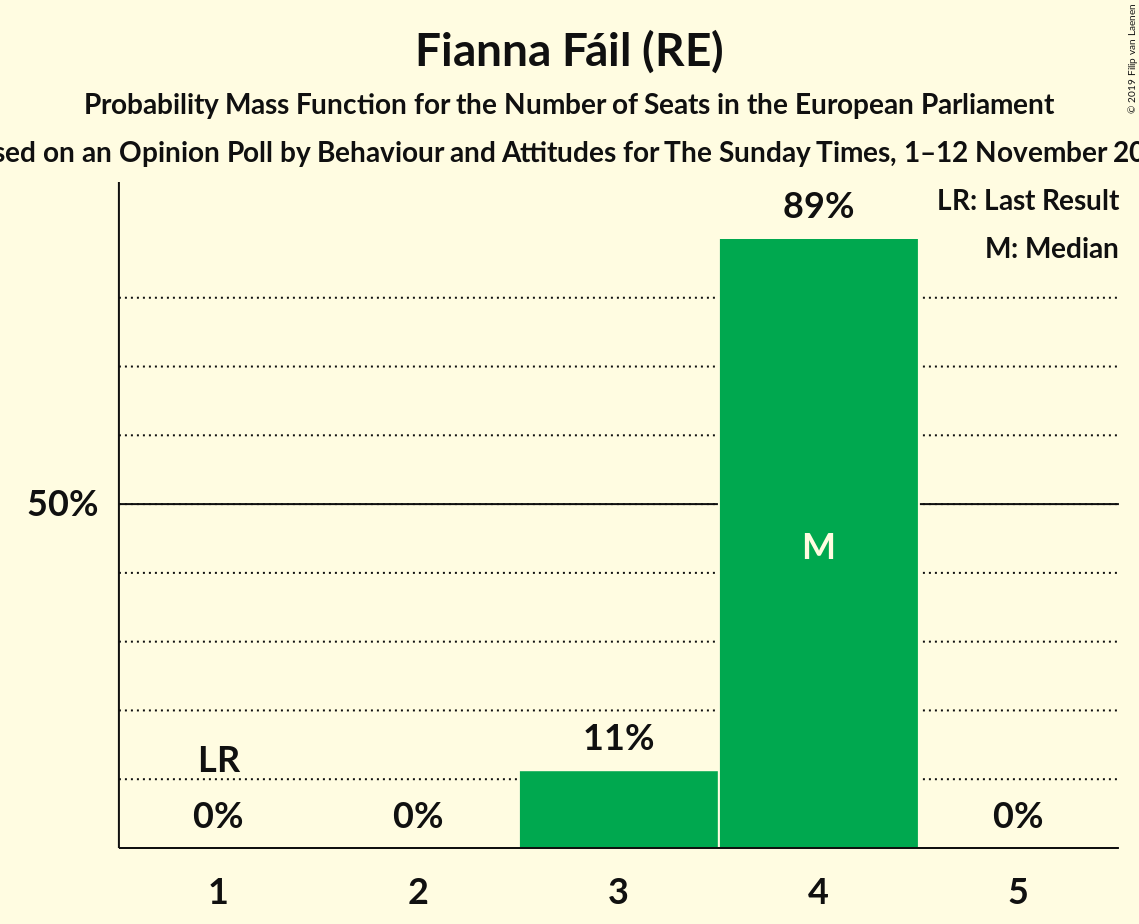 Fianna Fáil (RE)
Probability Mass Function for the Number of Seats in the European Parliament
sed on an Opinion Poll by Behaviour and Attitudes for The Sunday Times, 1–12 November 20
© 2019 Filip van Laenen
LR: Last Result
M: Median
89%
50%
M
11%
LR
0%
0%
0%
1
2
3
4
5